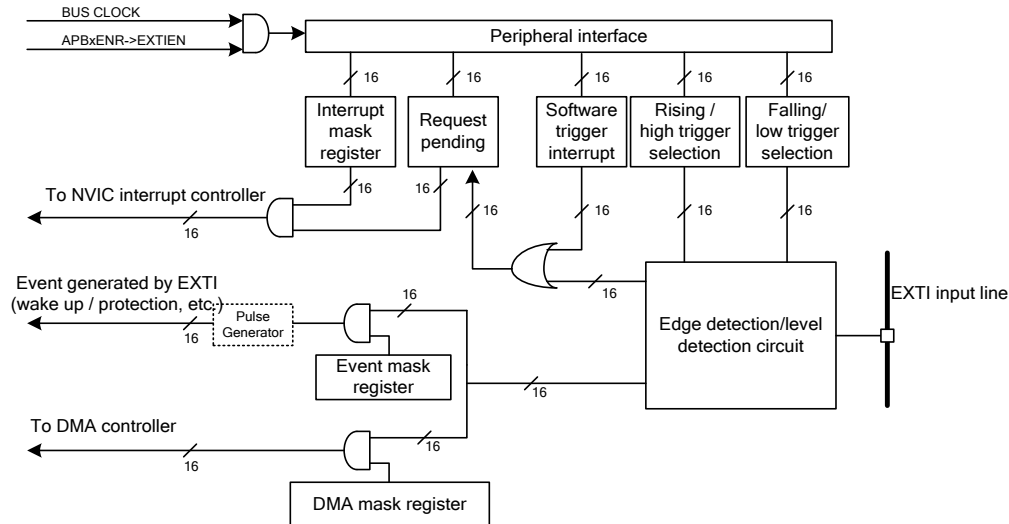 BUS CLOCK
APBxENR->EXTIEN
Peripheral interface
16
16
16
16
16
Interrupt
mask
register
Request
pending
Software
trigger
interrupt
Rising /
high trigger
selection
Falling/
low trigger
selection
16
16
16
16
16
16
To NVIC interrupt controller
16
16
Event generated by EXTI
(wake up / protection, etc.)
16
Pulse
Generator
16
Event mask
register
Edge detection/level
detection circuit
EXTI input line
16
To DMA controller
16
16
DMA mask register